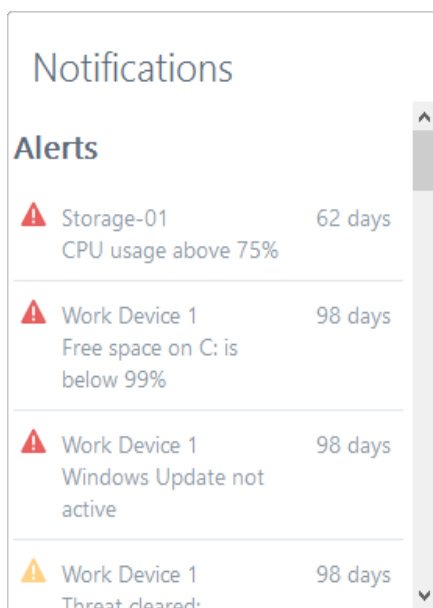 Notifications
Alerts
Storage-01 62 days
CPU usage above 75%
Work Device 1 98 days
Free space on C: is
below 99%
Work Device 1 98 days
Windows Update not
active
Work Device 1 98 days
Threat cleared: